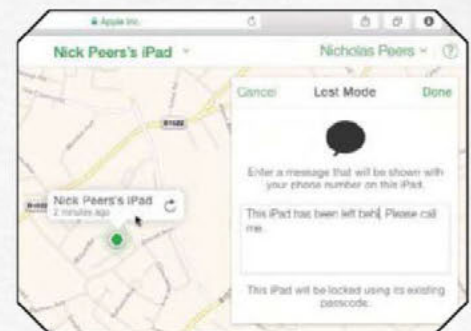 Apple Inc.
Nick Peers's iPad
Nicholas Peers
?
Cancel Lost Mode Done
Enter a message that will be shown with
your phone number on this iPad.
This iPad has been left behi. Please call
me.
This iPad will be locked using its existing
passcode.
Nick Peers's iPad
2 minutes ago
B1022